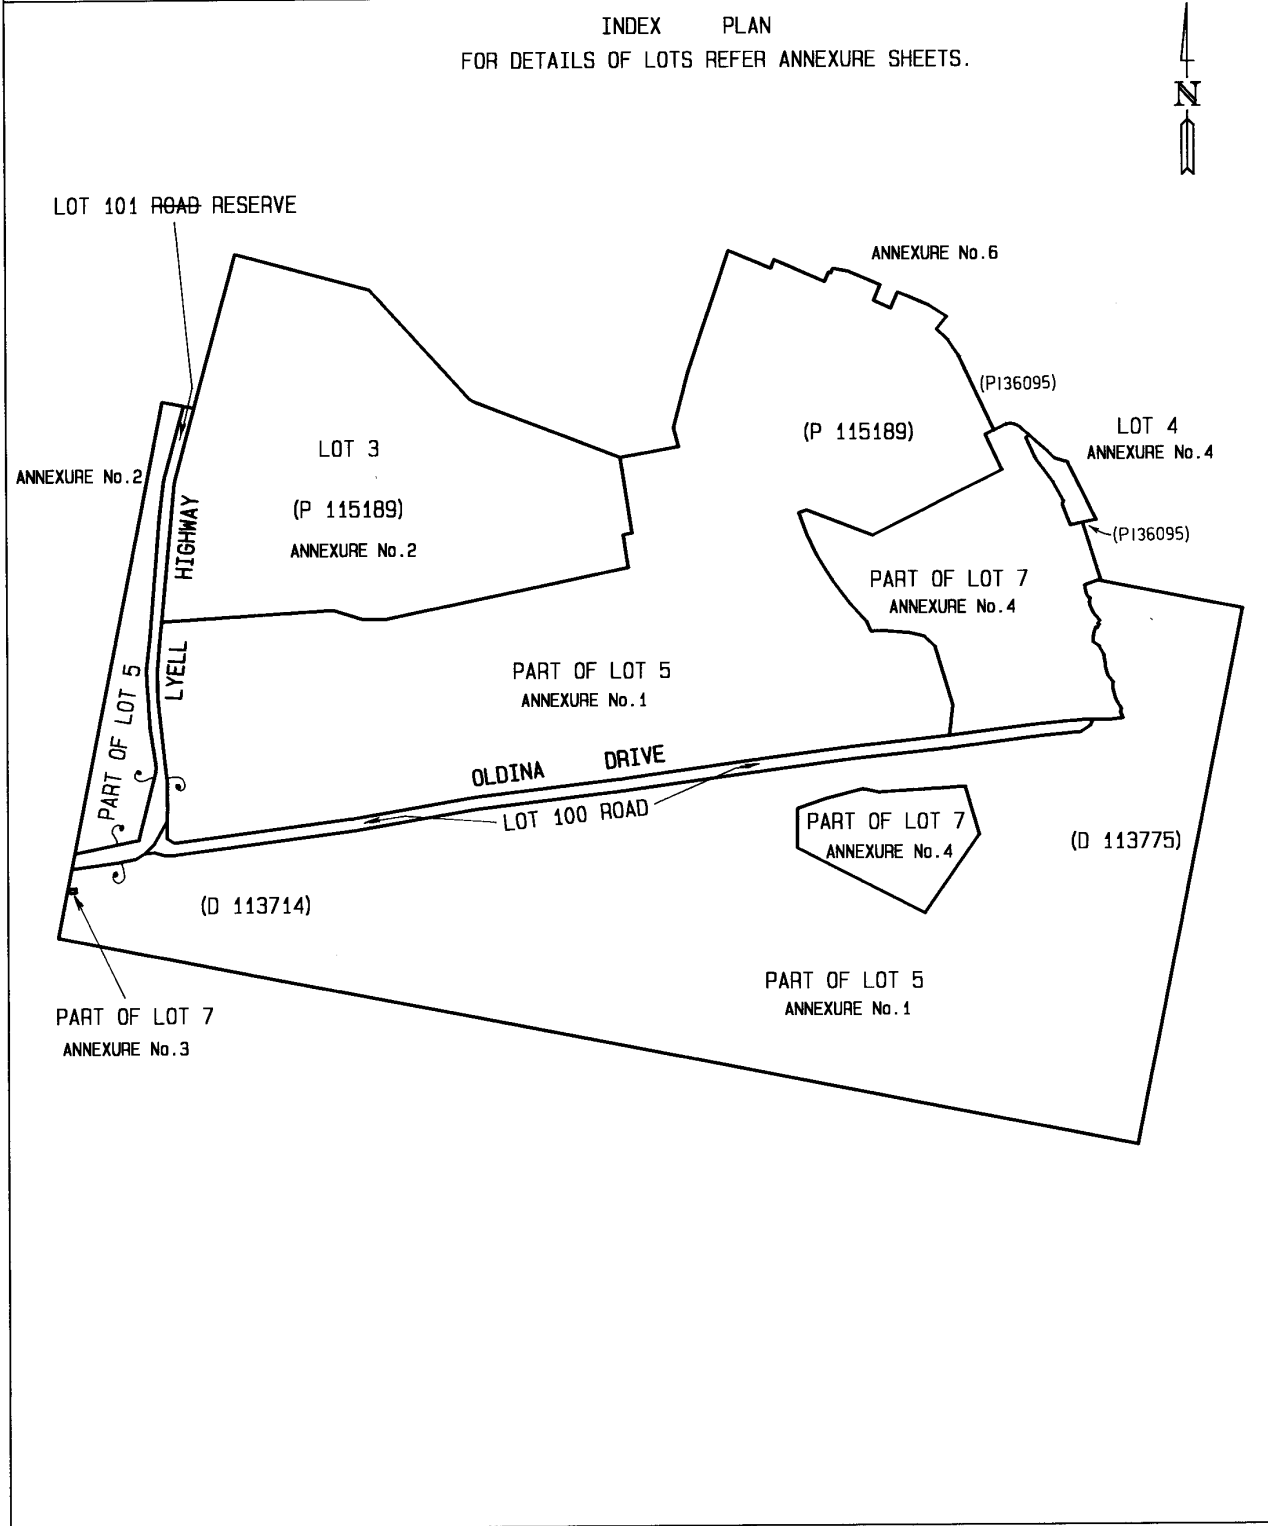 INDEX PLAN
FOR DETAILS OF LOTS REFER ANNEXURE SHEETS.
N
LOT 101 ROAD RESERVE
ANNEXURE No.6
(P136095)
LOT 4
ANNEXURE No.4
LOT 3
(P 115189)
ANNEXURE No.2
(P 115189)
ANNEXURE No.2
HIGHWAY
LYELL
(P136095)
PART OF LOT 7
ANNEXURE No.4
PART OF LOT 5
ANNEXURE No.1
PART OF LOT 5
OLDINA DRIVE
LOT 100 ROAD
PART OF LOT 7
ANNEXURE No.4
(D 113775)
(D 113714)
PART OF LOT 5
ANNEXURE No.1
PART OF LOT 7
ANNEXURE No.3